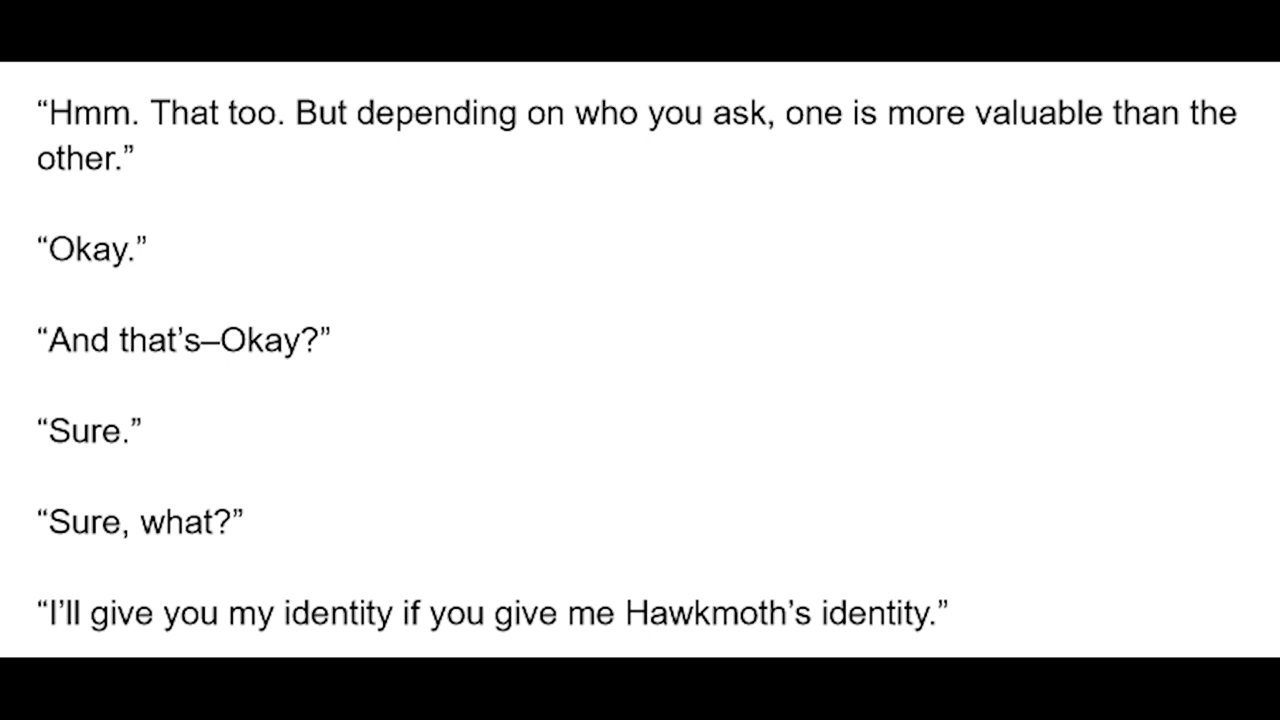 “Hmm. That too. But depending on who you ask, one is more valuable than the
other.”
“Okay.”
“And that’s–Okay?”
“Sure.”
“Sure, what?”
“I’ll give you my identity if you give me Hawkmoth’s identity.”